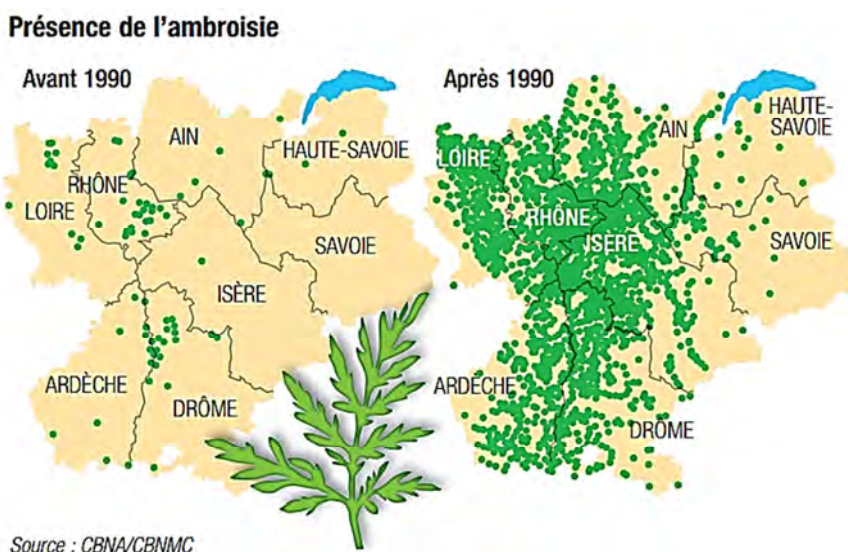 Présence de l'ambroisie
Avant 1990
AIN
HAUTE-SAVOIE
RHÔNE
LOIRE
SAVOIE
ISÈRE
ARDÈCHE
DRÔME
Après 1990
AIN
HAUTE-
SAVOIE
LOIRE
RHÔNE
ISÈRE
SAVOIE
ARDÈCHE
DRÔME
Source : CBNA/CBNMC